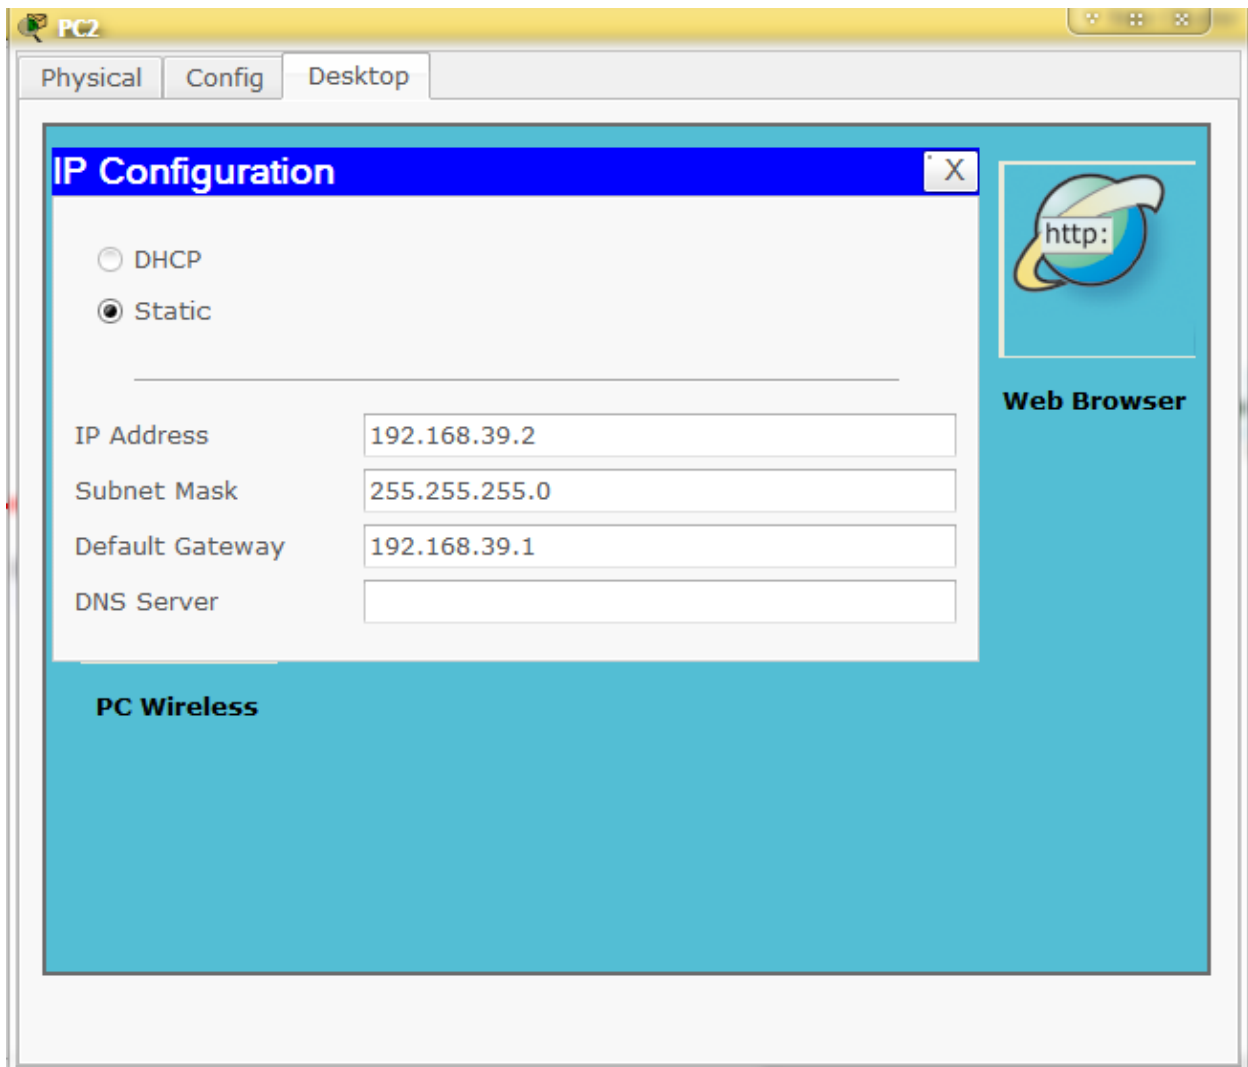 PC2
Physical Config Desktop
IP Configuration X
DHCP
Static
http:
Web Browser
IP Address 192.168.39.2
Subnet Mask 255.255.255.0
Default Gateway 192.168.39.1
DNS Server
PC Wireless